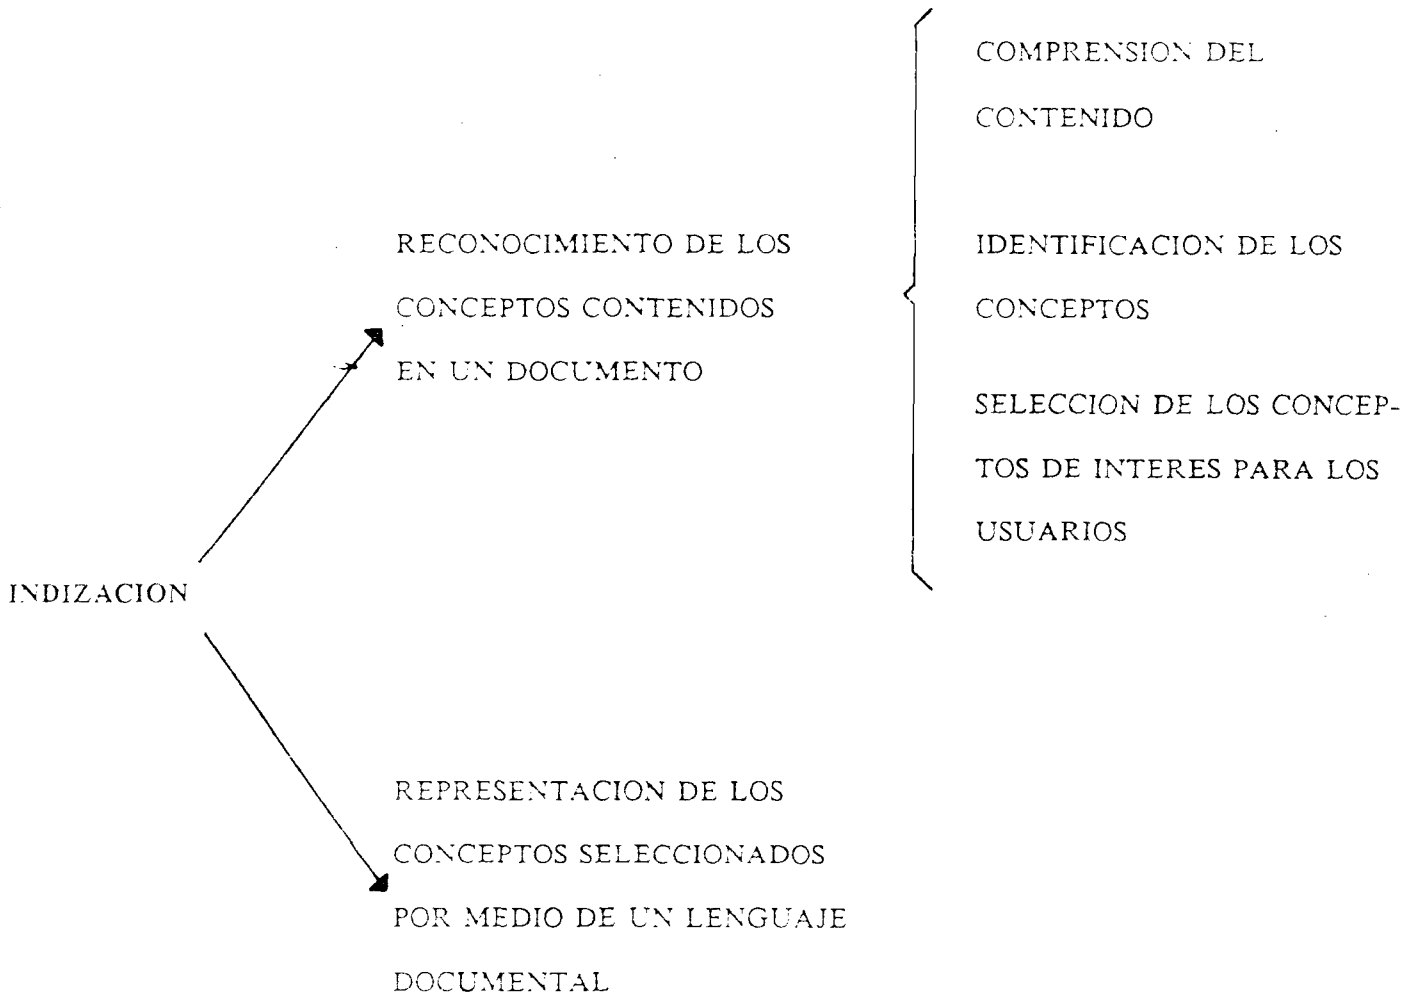 INDIZACION
RECONOCIMIENTO DE LOS
CONCEPTOS CONTENIDOS
EN UN DOCUMENTO
COMPRENSION DEL
CONTENIDO
IDENTIFICACION DE LOS
CONCEPTOS
SELECCION DE LOS CONCEP-
TOS DE INTERES PARA LOS
USUARIOS
REPRESENTACION DE LOS
CONCEPTOS SELECCIONADOS
POR MEDIO DE UN LENGUAJE
DOCUMENTAL